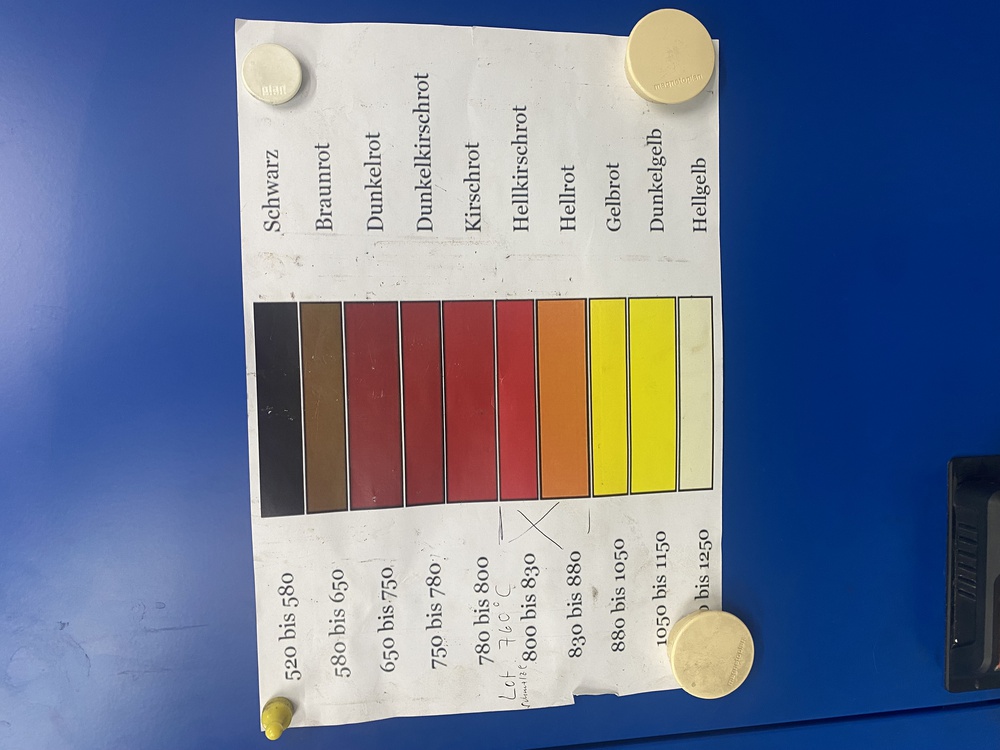 520 bis 580 Schwarz
580 bis 650 Braunrot
650 bis 750 Dunkelrot
750 bis 780 Dunkelkirschrot
780 bis 800 Kirschrot
Lot 760°C
800 bis 830 Hellkirschrot
830 bis 880 Hellrot
880 bis 1050 Gelbrot
1050 bis 1150 Dunkelgelb
0 bis 1250 Hellgelb
magnetoplan